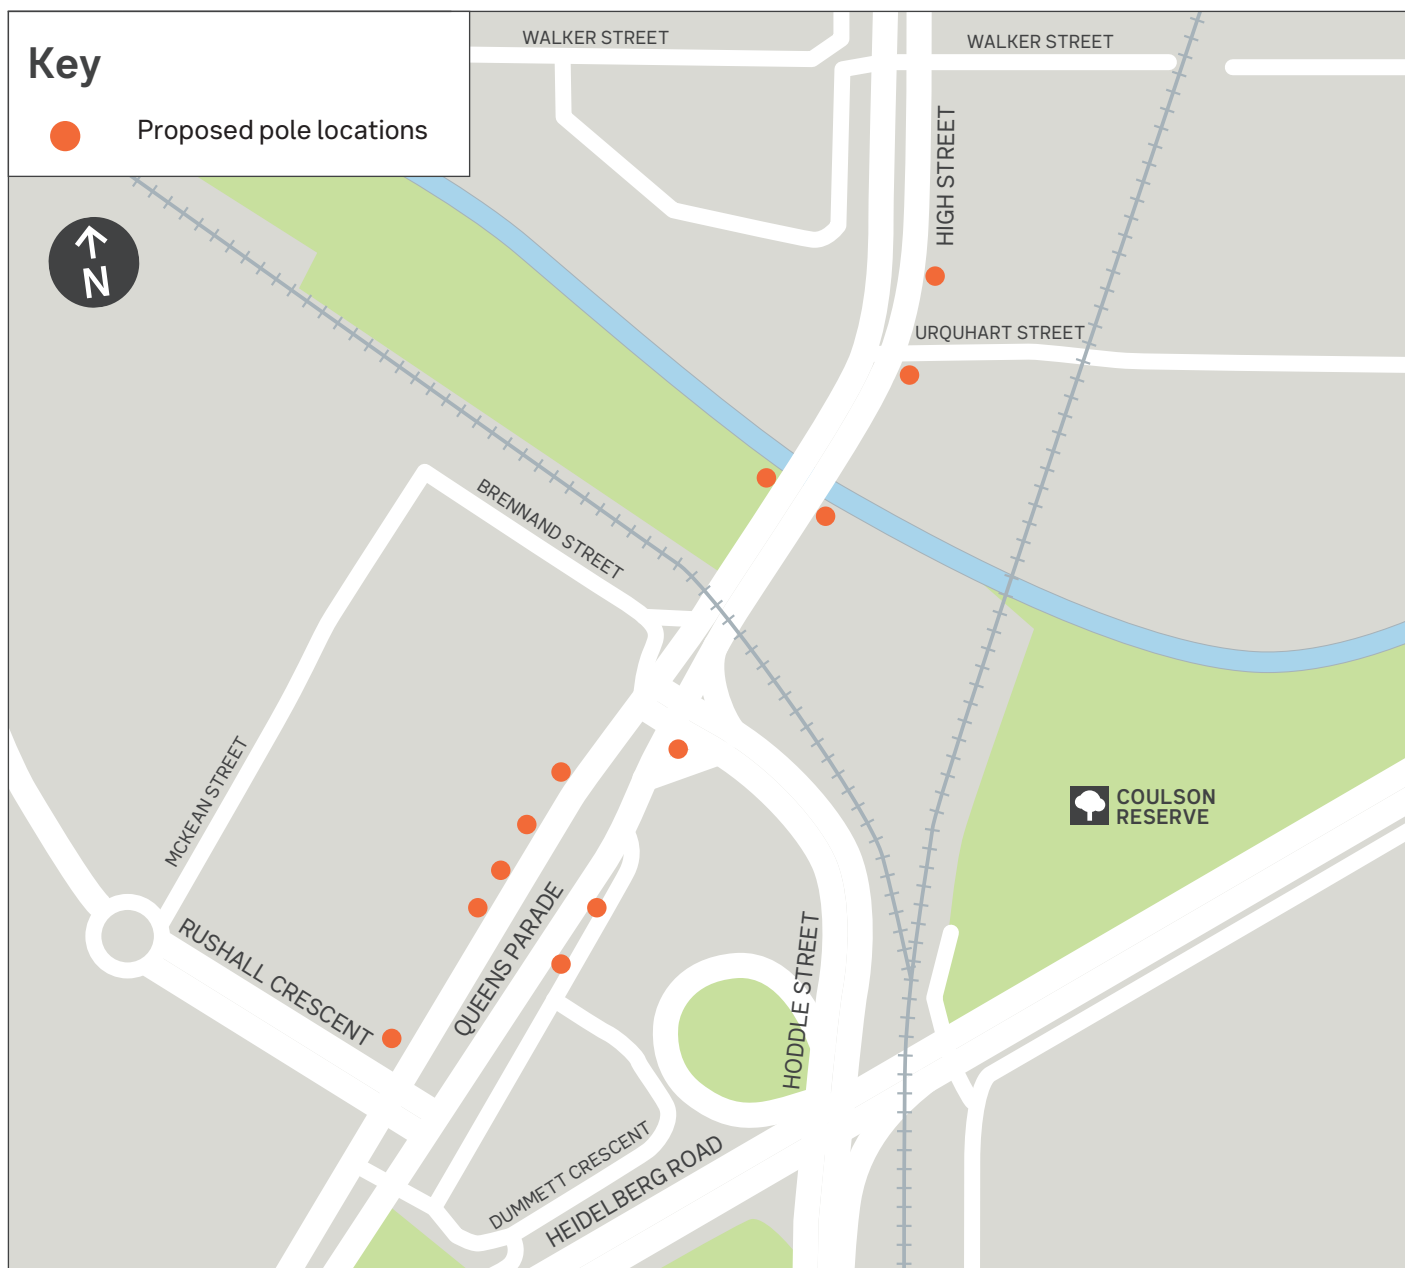 Key
Proposed pole locations
N
WALKER STREET
WALKER STREET
HIGH STREET
URQUHART STREET
BRENNAND STREET
MCKEAN STREET
COULSON
RESERVE
RUSHALL CRESCENT
QUEENS PARADE
HODDLE STREET
DUMMETT CRESCENT
HEIDELBERG ROAD